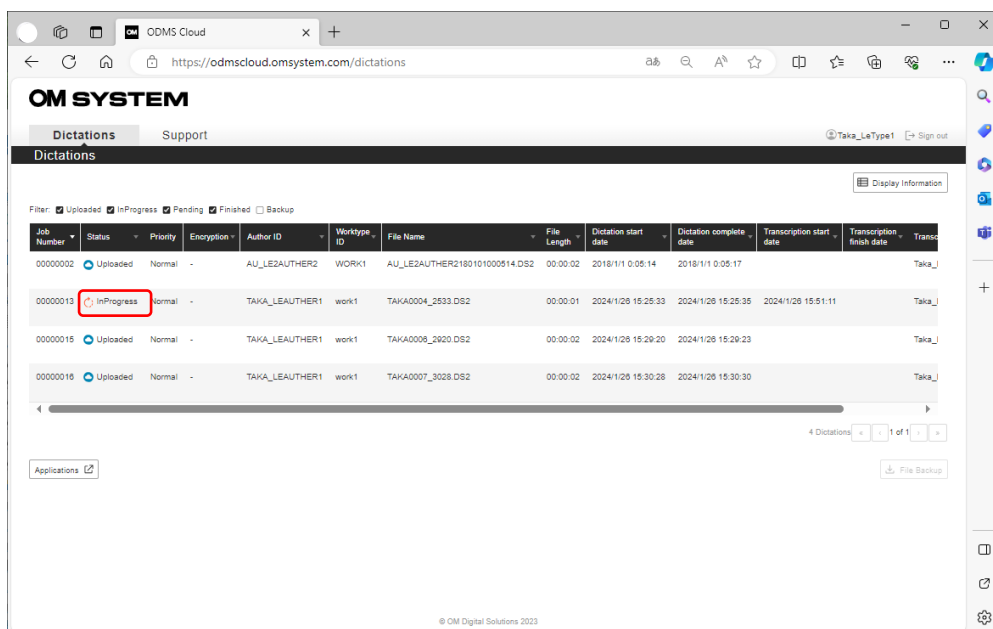 OM ODMS Cloud
https://odmscloud.omsystem.com/dictations
OM SYSTEM
Dictations Support
Taka_LeType1 Sign out
Dictations
Display Information
Filter: Uploaded InProgress Pending Finished Backup
Job Number Status Priority Encryption Author ID Worktype ID File Name File Length Dictation start date Dictation complete date Transcription start date Transcription finish date Transc
00000002 Uploaded Normal - AU_LE2AUTHER2 WORK1 AU_LE2AUTHER2180101000514.DS2 00:00:02 2018/1/1 0:05:14 2018/1/1 0:05:17 Taka_
00000013 InProgress Normal - TAKA_LEAUTHER1 work1 TAKA0004_2533.DS2 00:00:01 2024/1/26 15:25:33 2024/1/26 15:25:35 2024/1/26 15:51:11 Taka_
00000015 Uploaded Normal - TAKA_LEAUTHER1 work1 TAKA0006_2920.DS2 00:00:02 2024/1/26 15:29:20 2024/1/26 15:29:23 Taka_
00000016 Uploaded Normal - TAKA_LEAUTHER1 work1 TAKA0007_3028.DS2 00:00:02 2024/1/26 15:30:28 2024/1/26 15:30:30 Taka_
4 Dictations « ‹ 1 of 1 › »
Applications File Backup
© OM Digital Solutions 2023